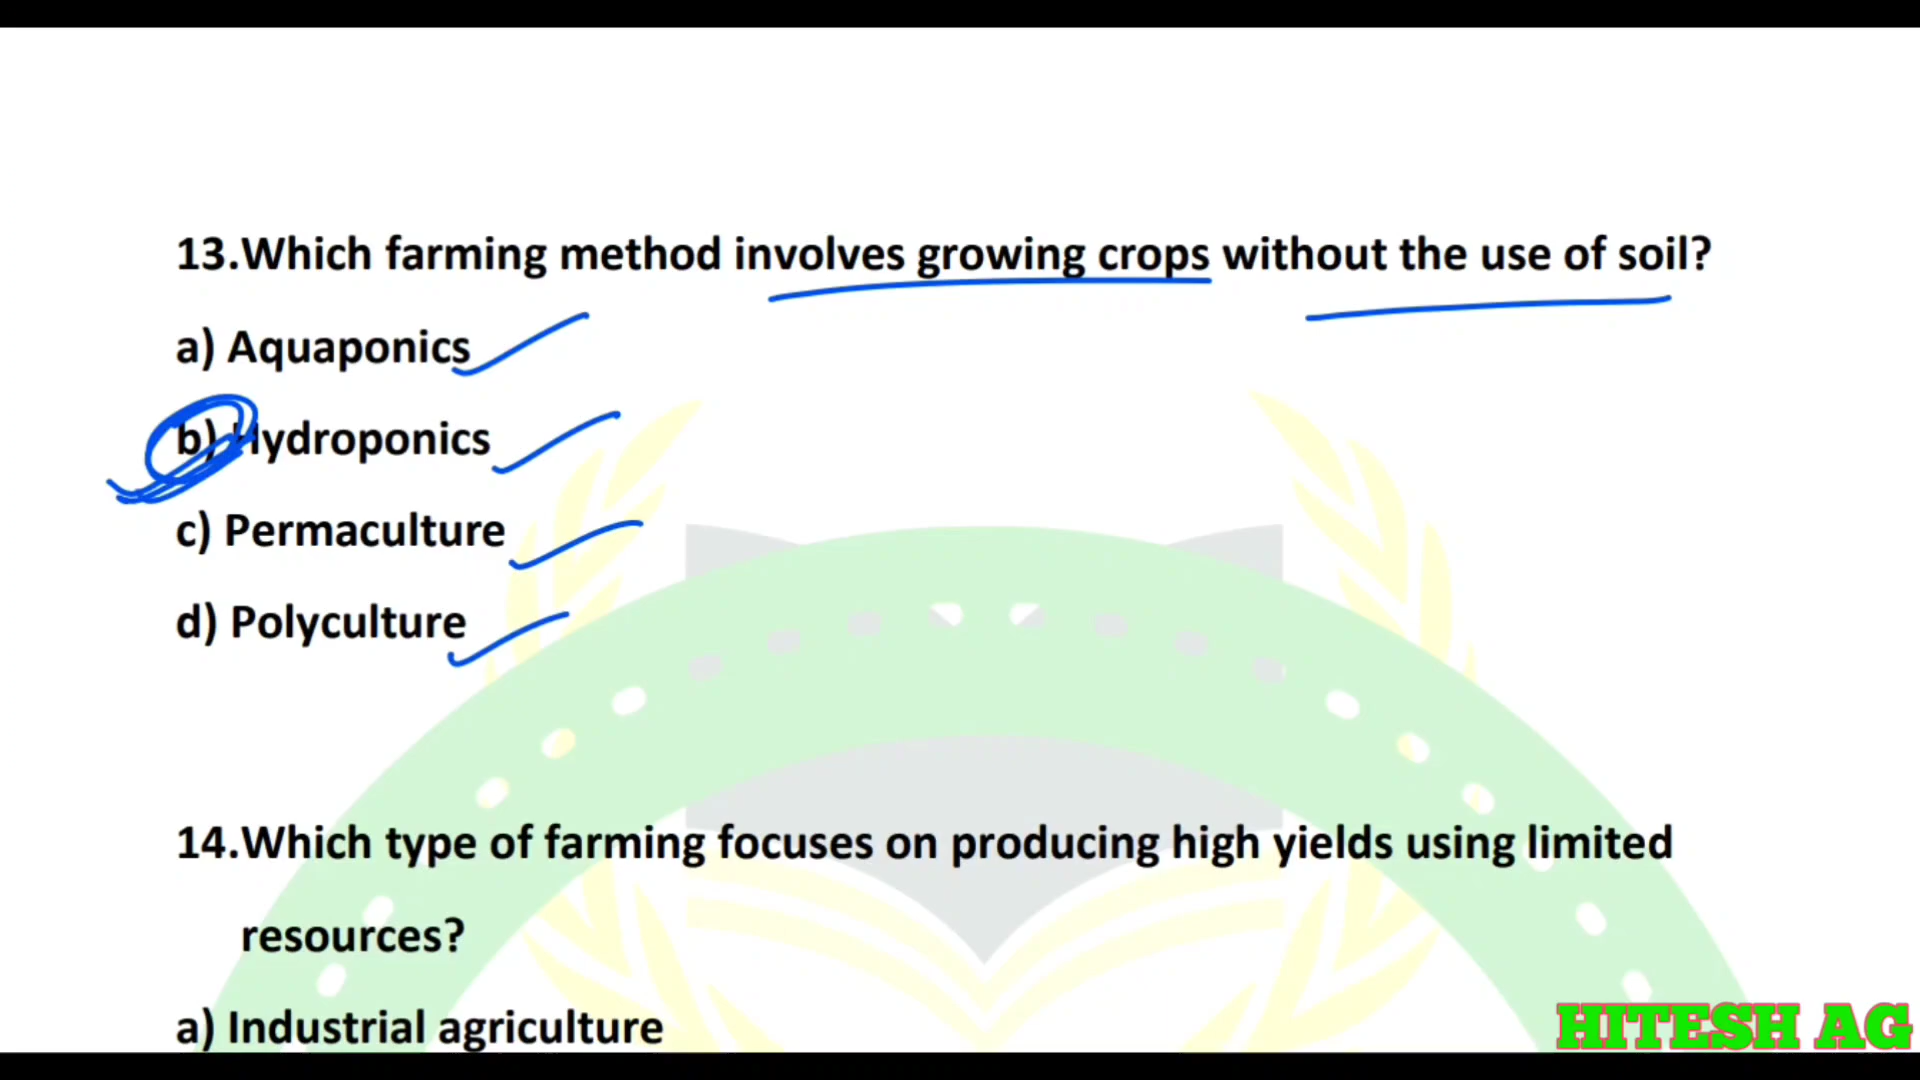 13.Which farming method involves growing crops without the use of soil?
a) Aquaponics
b) Hydroponics
c) Permaculture
d) Polyculture
14.Which type of farming focuses on producing high yields using limited
resources?
a) Industrial agriculture
HITESH AG